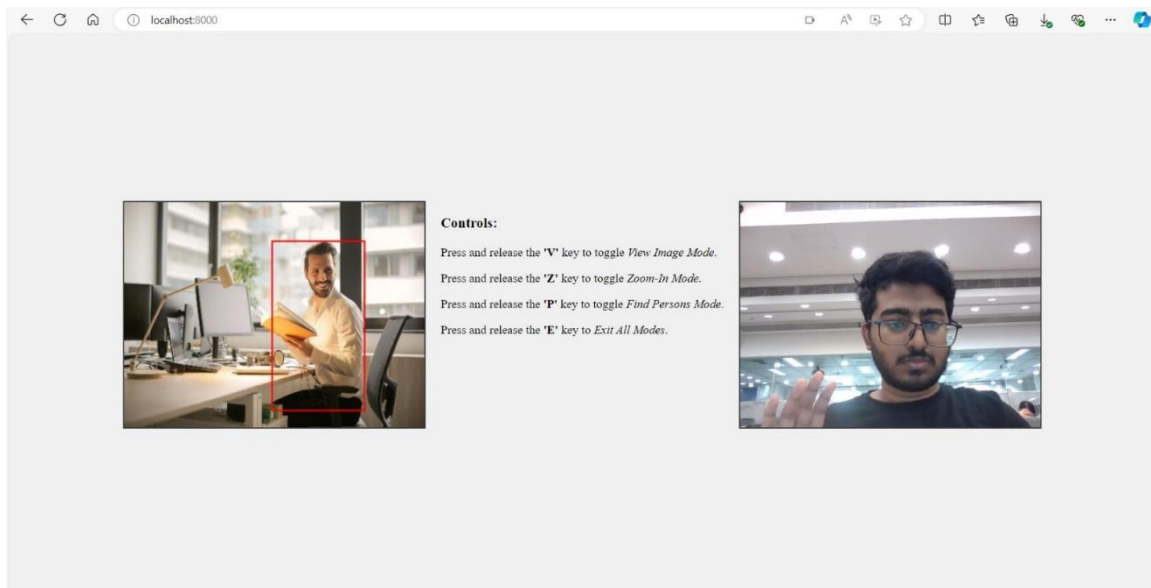 localhost:8000
Controls:
Press and release the 'V' key to toggle View Image Mode.
Press and release the 'Z' key to toggle Zoom-In Mode.
Press and release the 'P' key to toggle Find Persons Mode.
Press and release the 'E' key to Exit All Modes.